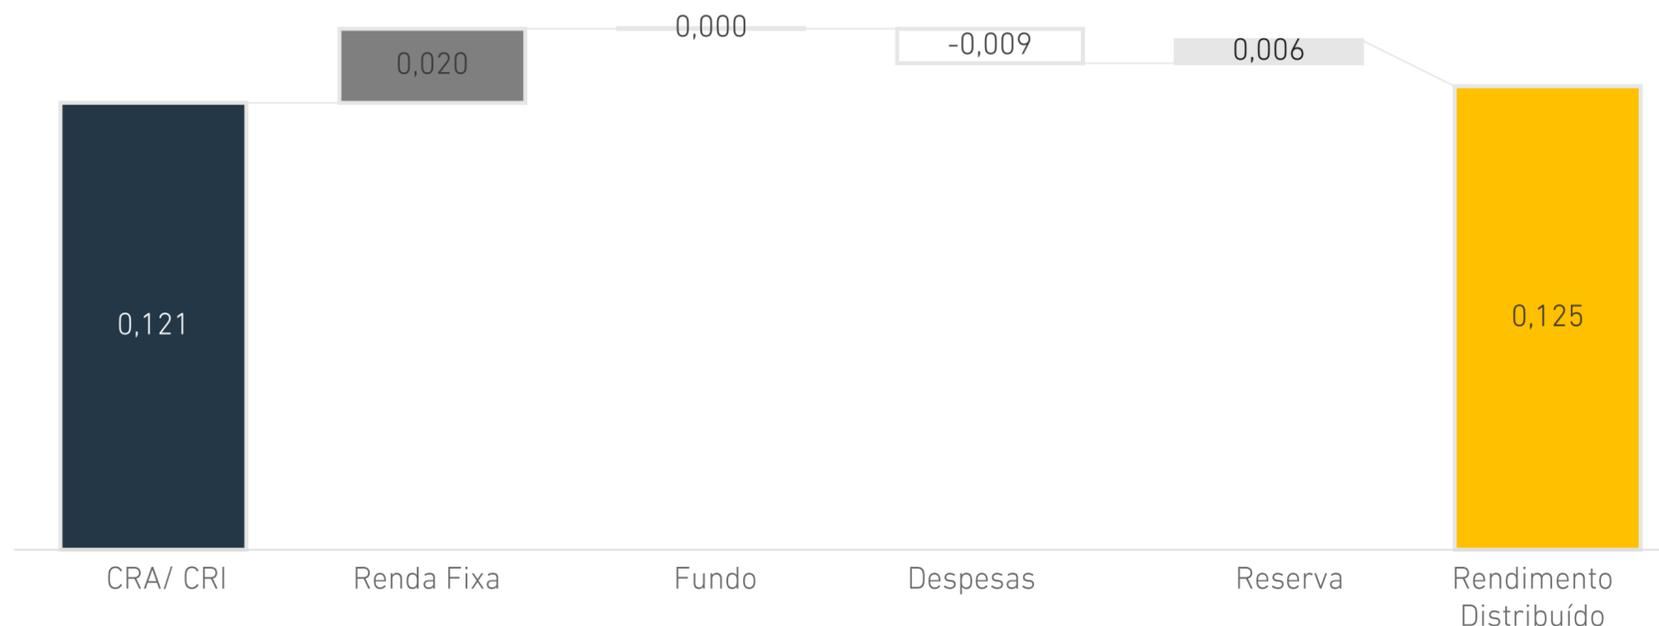 0,000
-0,009
0,006
0,020
0,121
0,125
CRA/ CRI
Renda Fixa
Fundo
Despesas
Reserva
Rendimento
Distribuído